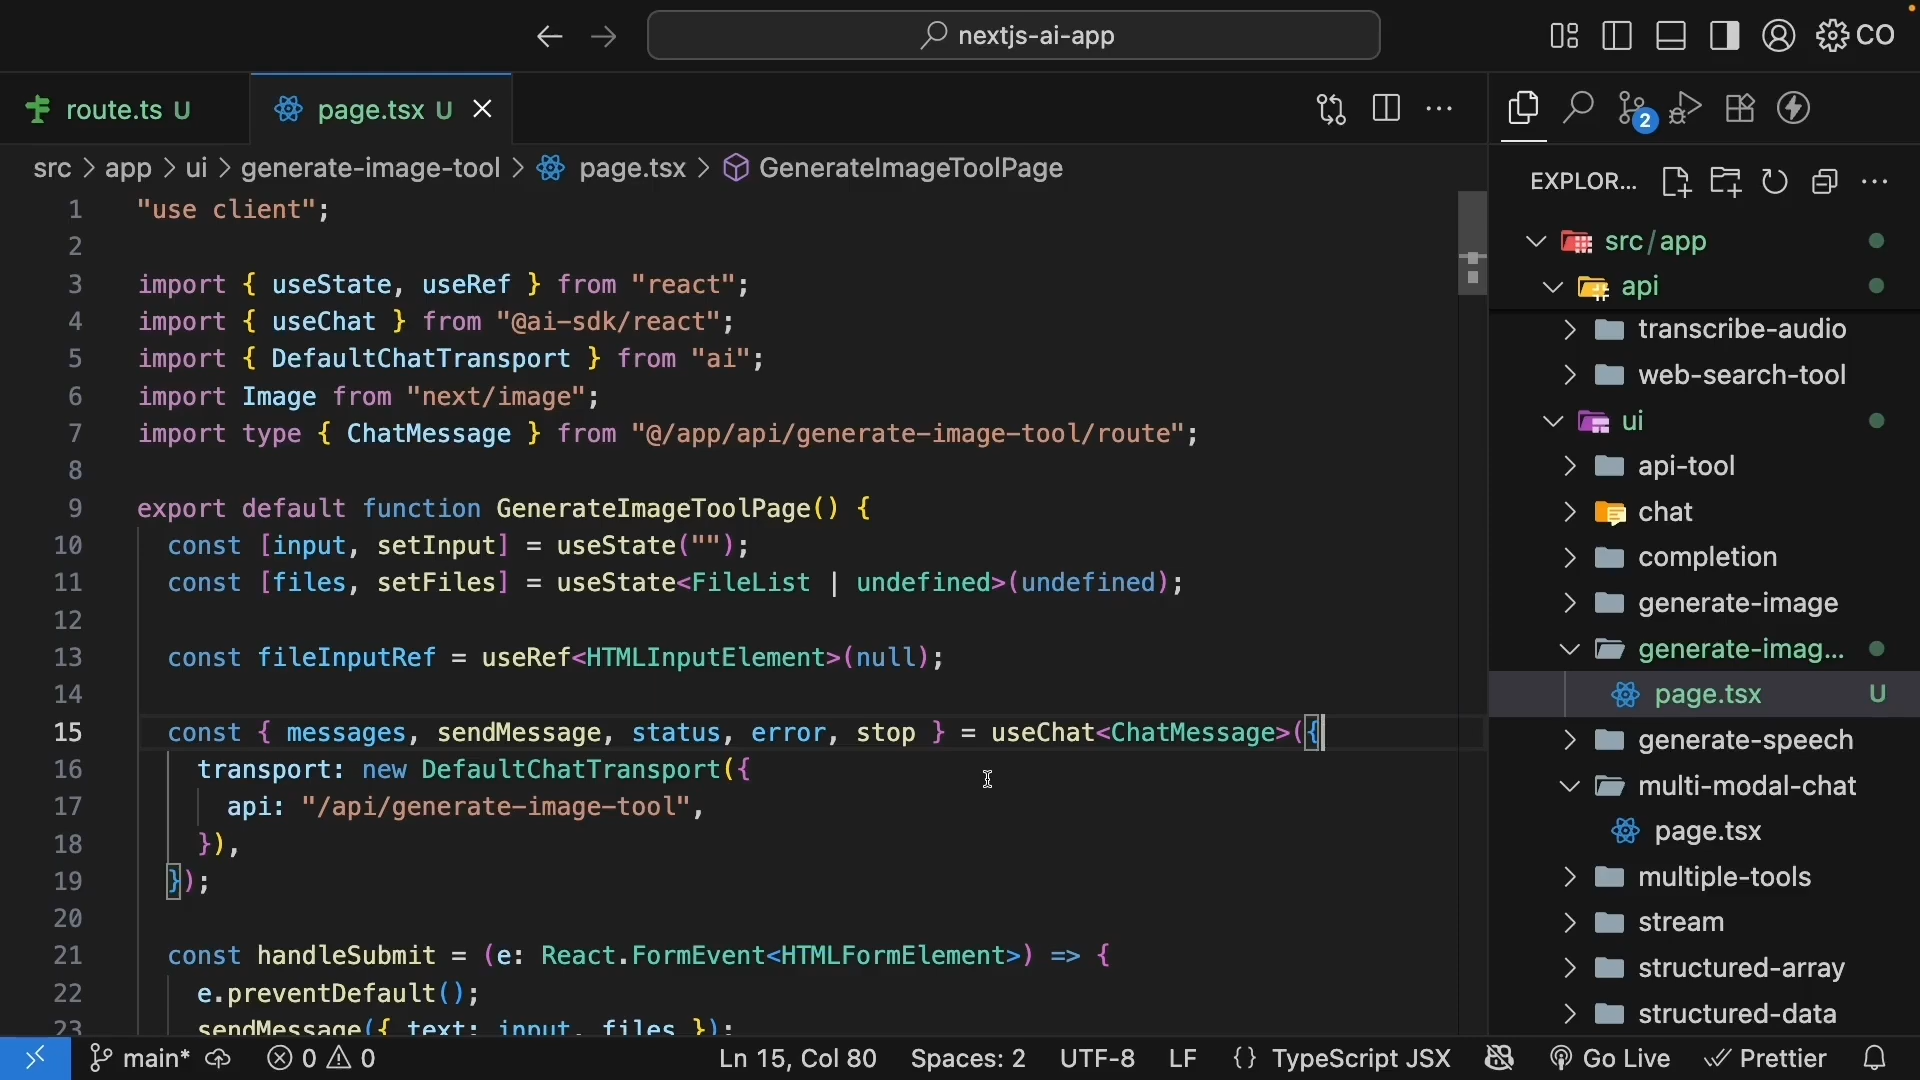 nextjs-ai-app
CO
route.ts U
page.tsx U
src > app > ui > generate-image-tool > page.tsx > GenerateImageToolPage
1 "use client";
2
3 import { useState, useRef } from "react";
4 import { useChat } from "@ai-sdk/react";
5 import { DefaultChatTransport } from "ai";
6 import Image from "next/image";
7 import type { ChatMessage } from "@/app/api/generate-image-tool/route";
8
9 export default function GenerateImageToolPage() {
10 const [input, setInput] = useState("");
11 const [files, setFiles] = useState<FileList | undefined>(undefined);
12
13 const fileInputRef = useRef<HTMLInputElement>(null);
14
15 const { messages, sendMessage, status, error, stop } = useChat<ChatMessage>({
16 transport: new DefaultChatTransport({
17 api: "/api/generate-image-tool",
18 }),
19 });
20
21 const handleSubmit = (e: React.FormEvent<HTMLFormElement>) => {
22 e.preventDefault();
23 sendMessage({ text: input, files });
2
EXPLOR...
src/app
api
transcribe-audio
web-search-tool
ui
api-tool
chat
completion
generate-image
generate-imag...
page.tsx U
generate-speech
multi-modal-chat
page.tsx
multiple-tools
stream
structured-array
structured-data
main* 0 0 Ln 15, Col 80 Spaces: 2 UTF-8 LF {} TypeScript JSX Go Live Prettier